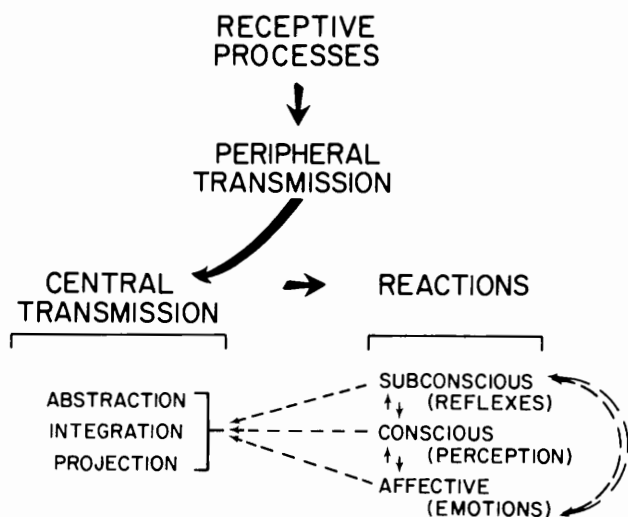 RECEPTIVE
PROCESSES
PERIPHERAL
TRANSMISSION
CENTRAL
TRANSMISSION
REACTIONS
ABSTRACTION
INTEGRATION
PROJECTION
SUBCONSCIOUS
(REFLEXES)
CONSCIOUS
(PERCEPTION)
AFFECTIVE
(EMOTIONS)